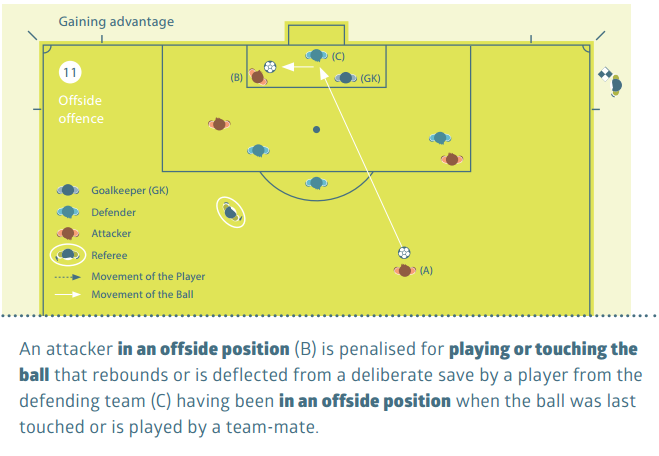 Gaining advantage
(C)
(B)
(GK)
11
Offside
offence
Goalkeeper (GK)
Defender
Attacker
Referee
Movement of the Player
Movement of the Ball
(A)
An attacker in an offside position (B) is penalised for playing or touching the
ball that rebounds or is deflected from a deliberate save by a player from the
defending team (C) having been in an offside position when the ball was last
touched or is played by a team-mate.